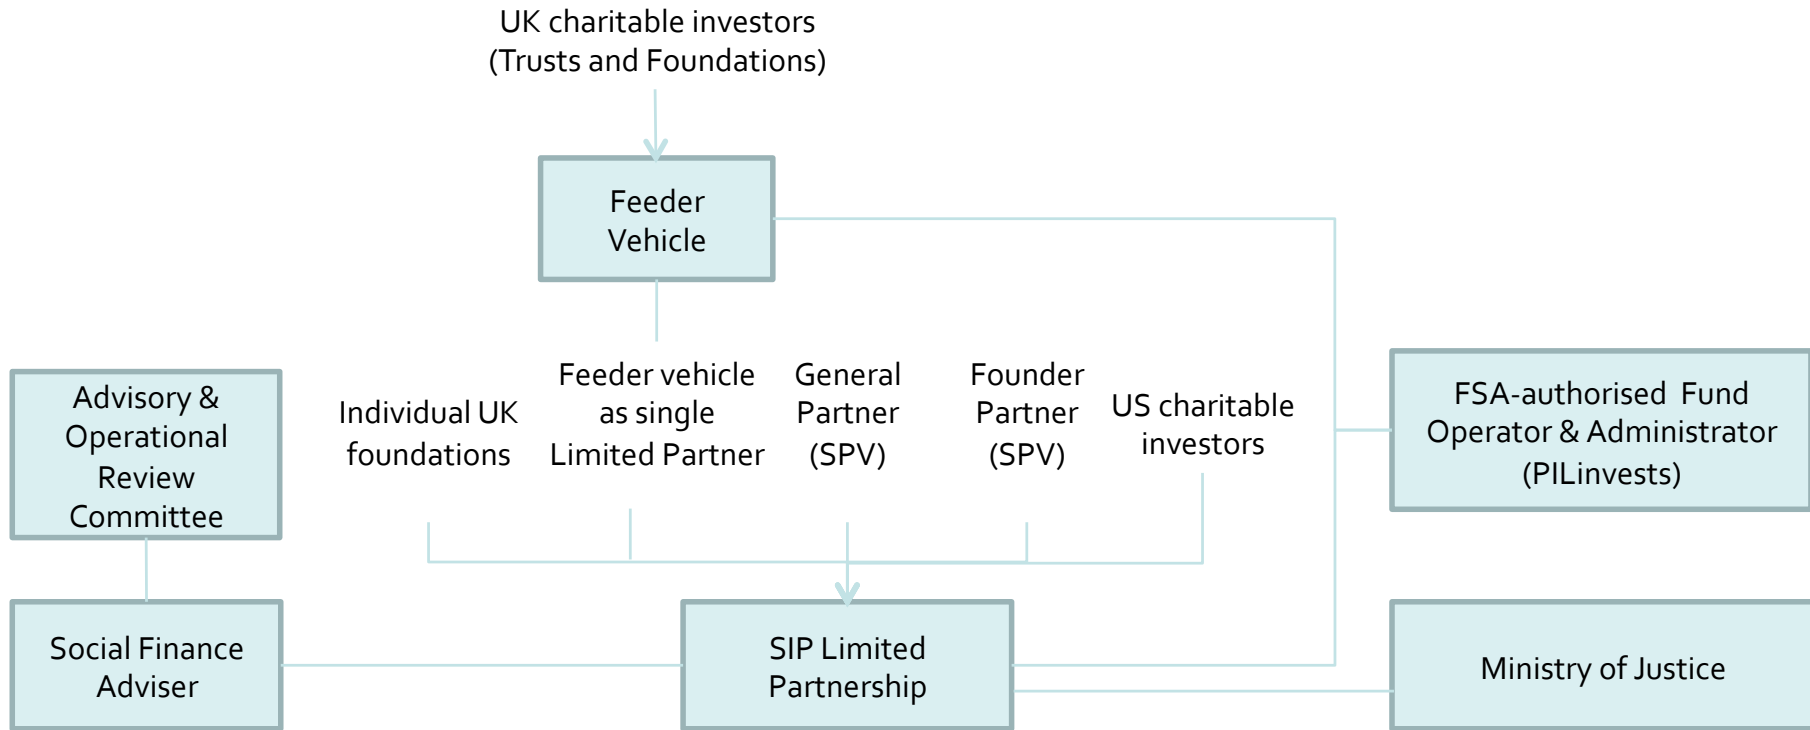 UK charitable investors
(Trusts and Foundations)
Feeder
Vehicle
Advisory &
Operational
Review
Committee
Individual UK
foundations
Feeder vehicle
as single
Limited Partner
General
Partner
(SPV)
Founder
Partner
(SPV)
US charitable
investors
FSA-authorised Fund
Operator & Administrator
(PILinvests)
Social Finance
Adviser
SIP Limited
Partnership
Ministry of Justice